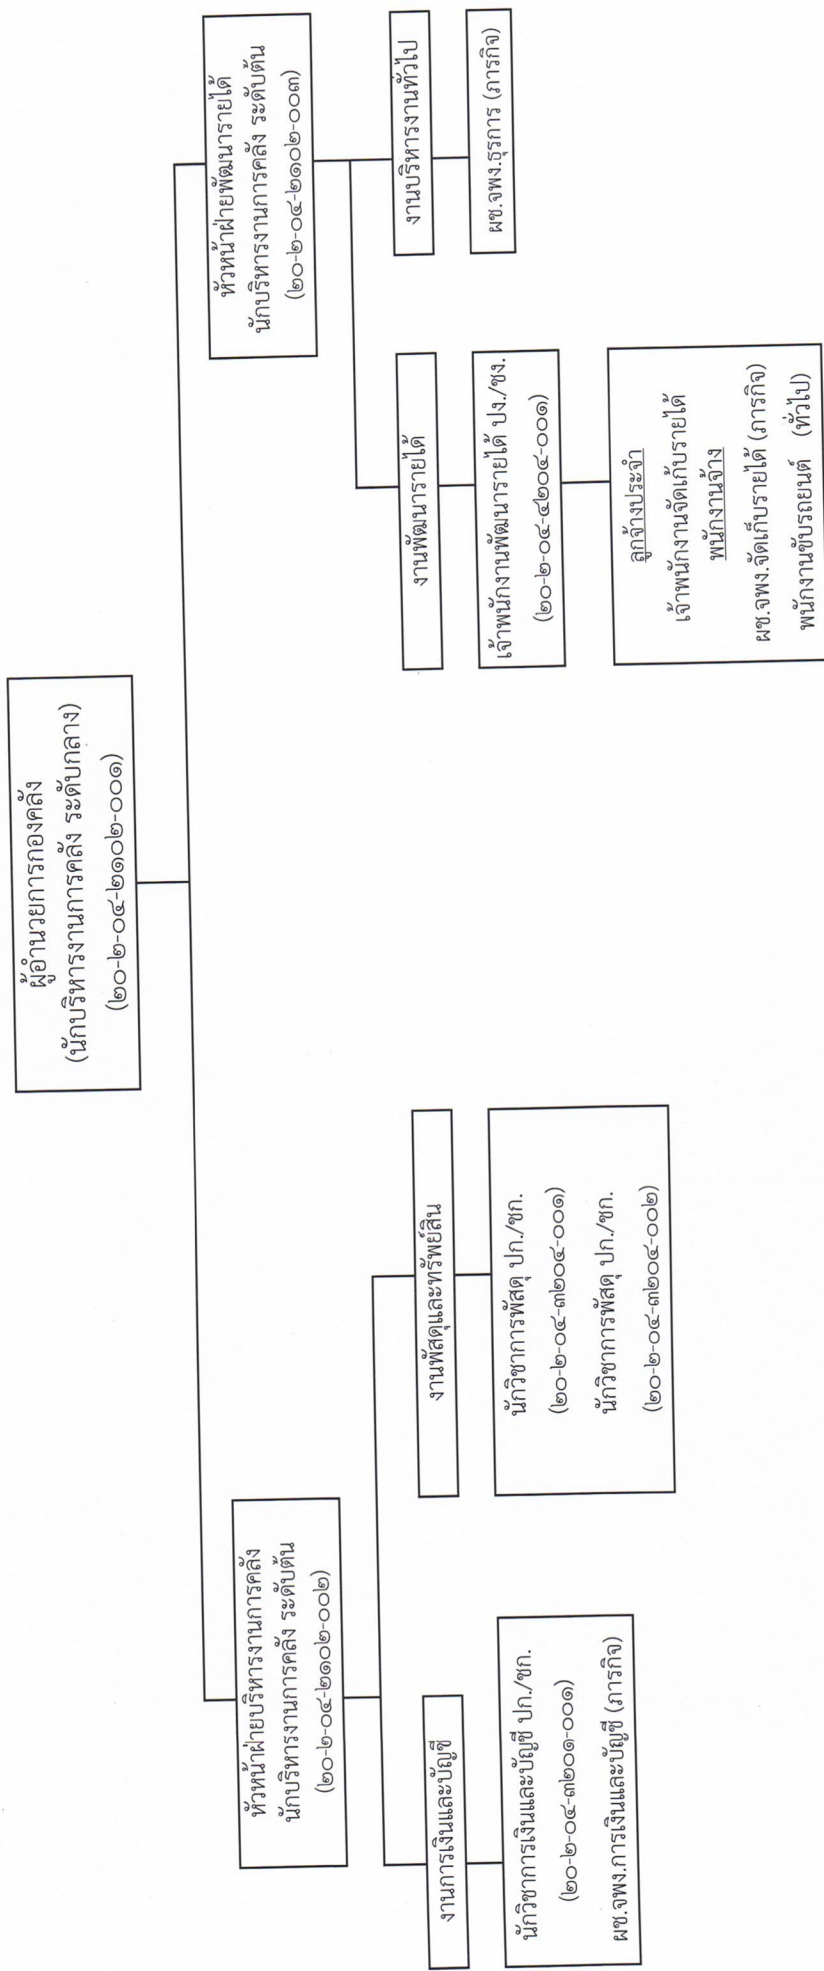 ผู้อำนวยการกองคลัง
(นักบริหารงานการคลัง ระดับกลาง)
(๒๐-๒-๐๔-๒๑๐๒-๐๐๑)
หัวหน้าฝ่ายบริหารงานการคลัง
นักบริหารงานการคลัง ระดับต้น
(๒๐-๒-๐๔-๒๑๐๒-๐๐๒)
งานการเงินและบัญชี
นักวิชาการเงินและบัญชี ปก./ชก.
(๒๐-๒-๐๔-๓๒๐๑-๐๐๑)
ผช.จพง.การเงินและบัญชี (ภารกิจ)
งานพัสดุและทรัพย์สิน
นักวิชาการพัสดุ ปก./ชก.
(๒๐-๒-๐๔-๓๒๐๔-๐๐๑)
นักวิชาการพัสดุ ปก./ชก.
(๒๐-๒-๐๔-๓๒๐๔-๐๐๒)
หัวหน้าฝ่ายพัฒนารายได้
นักบริหารงานการคลัง ระดับต้น
(๒๐-๒-๐๔-๒๑๐๒-๐๐๓)
งานพัฒนารายได้
เจ้าพนักงานพัฒนารายได้ ปง./ชง.
(๒๐-๒-๐๔-๔๒๐๔-๐๐๑)
ลูกจ้างประจำ
เจ้าพนักงานจัดเก็บรายได้
พนักงานจ้าง
ผช.จพง.จัดเก็บรายได้ (ภารกิจ)
พนักงานขับรถยนต์ (ทั่วไป)
งานบริหารงานทั่วไป
ผช.จพง.ธุรการ (ภารกิจ)